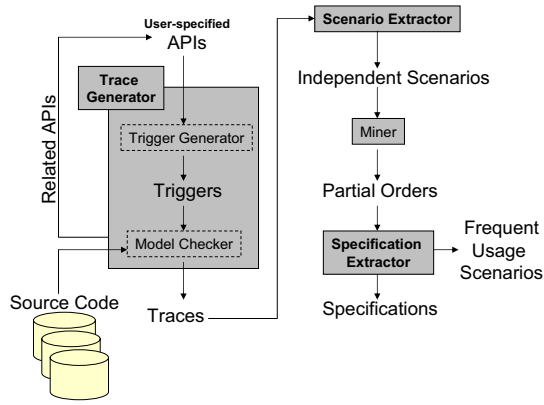 User-specified
APIs
Trace
Generator
Related APIs
Trigger Generator
Triggers
Model Checker
Source Code
Traces
Scenario Extractor
Independent Scenarios
Miner
Partial Orders
Specification
Extractor
Frequent
Usage
Scenarios
Specifications